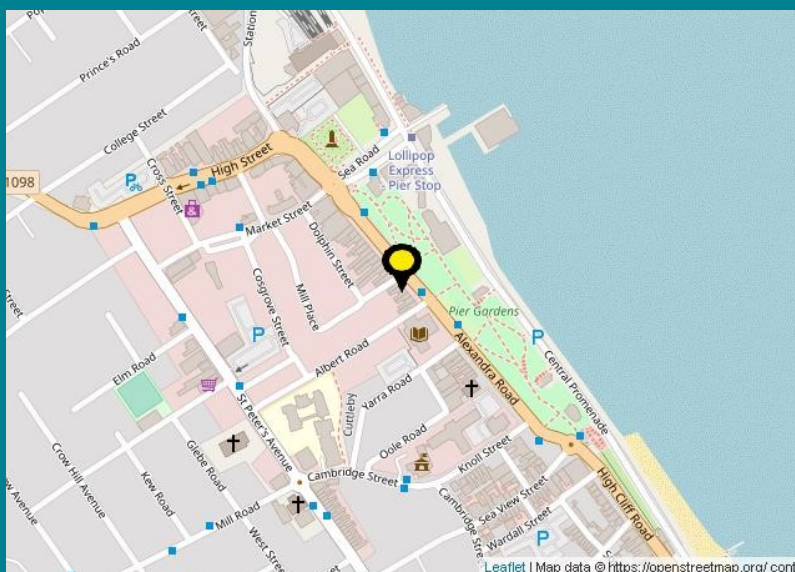 Prince's Road
Station
College Street
Cross Street
High Street
1098
Sea Road
Lollipop
Express
Pier Stop
Market Street
Dolphin Street
Mill Place
Cosgrove Street
Pier Gardens
Central Promenade
Elm Road
Albert Road
Alexandra Road
Yarra Road
St Peter's Avenue
Cuttleby
Oole Road
Knoll Street
Crow Hill Avenue
Kew Road
Glebe Road
Cambridge Street
Sea View Street
High Cliff Road
Mill Road
West Street
Cambridge Stree
Wardall Street
Leaflet | Map data © https://openstreetmap.org/ cont